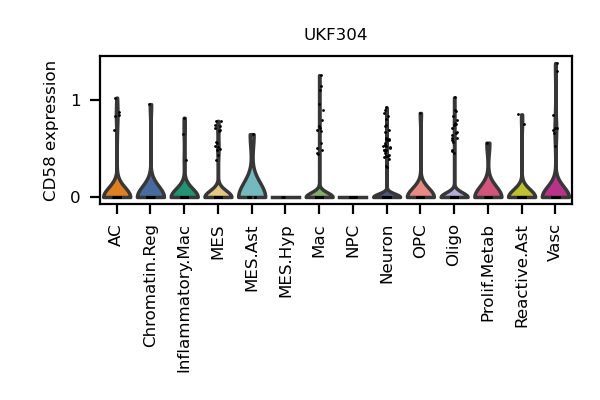 UKF304
CD58 expression
1
0
AC
Chromatin.Reg
Inflammatory.Mac
MES
MES.Ast
MES.Hyp
Mac
NPC
Neuron
OPC
Oligo
Prolif.Metab
Reactive.Ast
Vasc